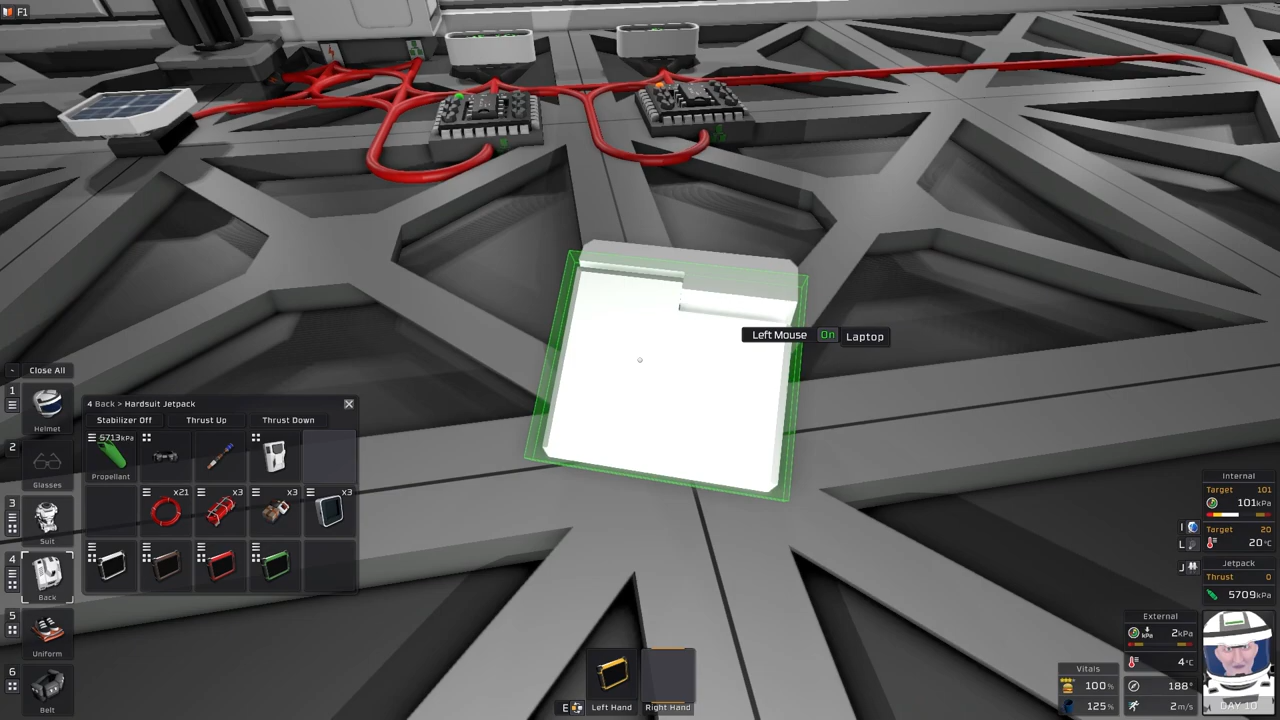 F1
Left Mouse On Laptop
~ Close All
1 Helmet
2 Glasses
3 Suit
4 Back
5 Uniform
6 Belt
4 Back > Hardsuit Jetpack
Stabilizer Off Thrust Up Thrust Down
5713kPa
Propellant
x21 x3 x3 x3
E Left Hand Right Hand
Internal
Target 101
101kPa
I Target 20
L 20°C
Jetpack
J Thrust 0
5709kPa
External
kPa 2kPa
4°C
Vitals
100% 188°
125% 2m/s
DAY 10